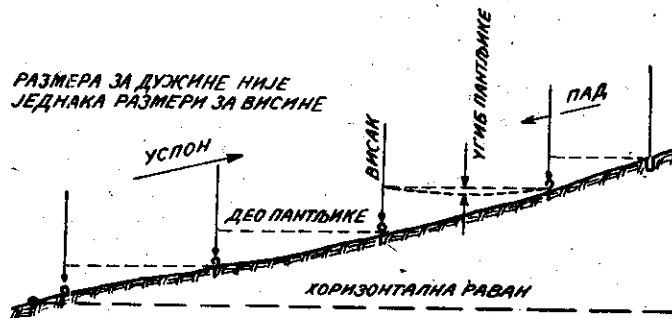 РАЗМЕРА ЗА ДУЖИНЕ НИЈЕ
ЈЕДНАКА РАЗМЕРИ ЗА ВИСИНЕ
УСПОН
ВИСАК
УГИБ ПАНТЉИКЕ
ПАД
ДЕО ПАНТЉИКЕ
ХОРИЗОНТАЛНА РАВАН